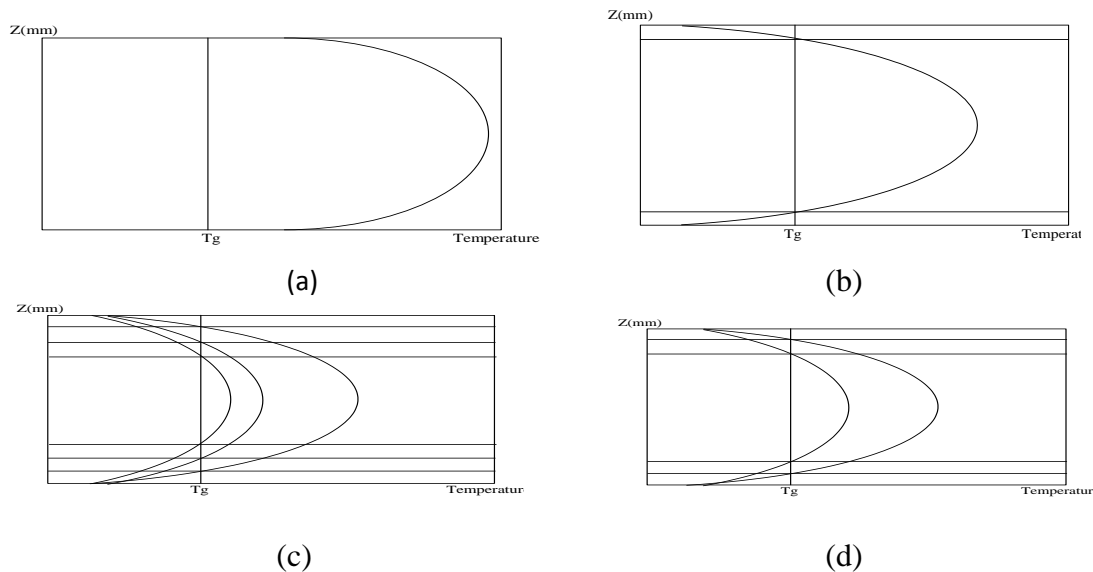 Z(mm)
Tg
Temperature
(a)
Z(mm)
Tg
Temperat
(b)
Z(mm)
Tg
Temperatur
(c)
Z(mm)
Tg
Temperatur
(d)